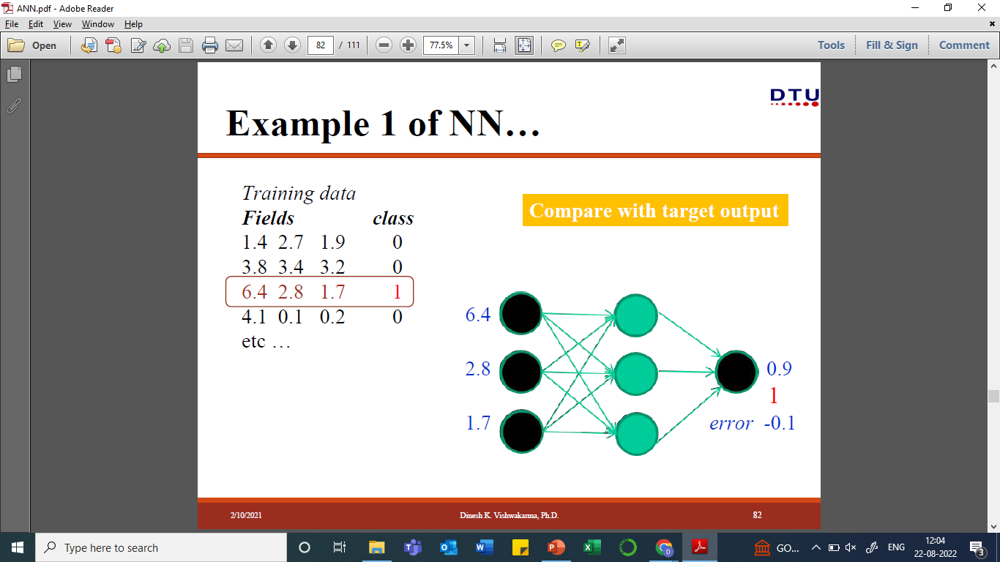 ANN.pdf - Adobe Reader
File Edit View Window Help
Open 82 / 111 77.5% Tools Fill & Sign Comment
DTU
Example 1 of NN…
Training data
Fields class
1.4 2.7 1.9 0
3.8 3.4 3.2 0
6.4 2.8 1.7 1
4.1 0.1 0.2 0
etc …
Compare with target output
6.4
2.8
1.7
0.9
1
error -0.1
2/10/2021 Dinesh K. Vishwakarma, Ph.D. 82
Type here to search
GO... ENG
12:04
22-08-2022
3